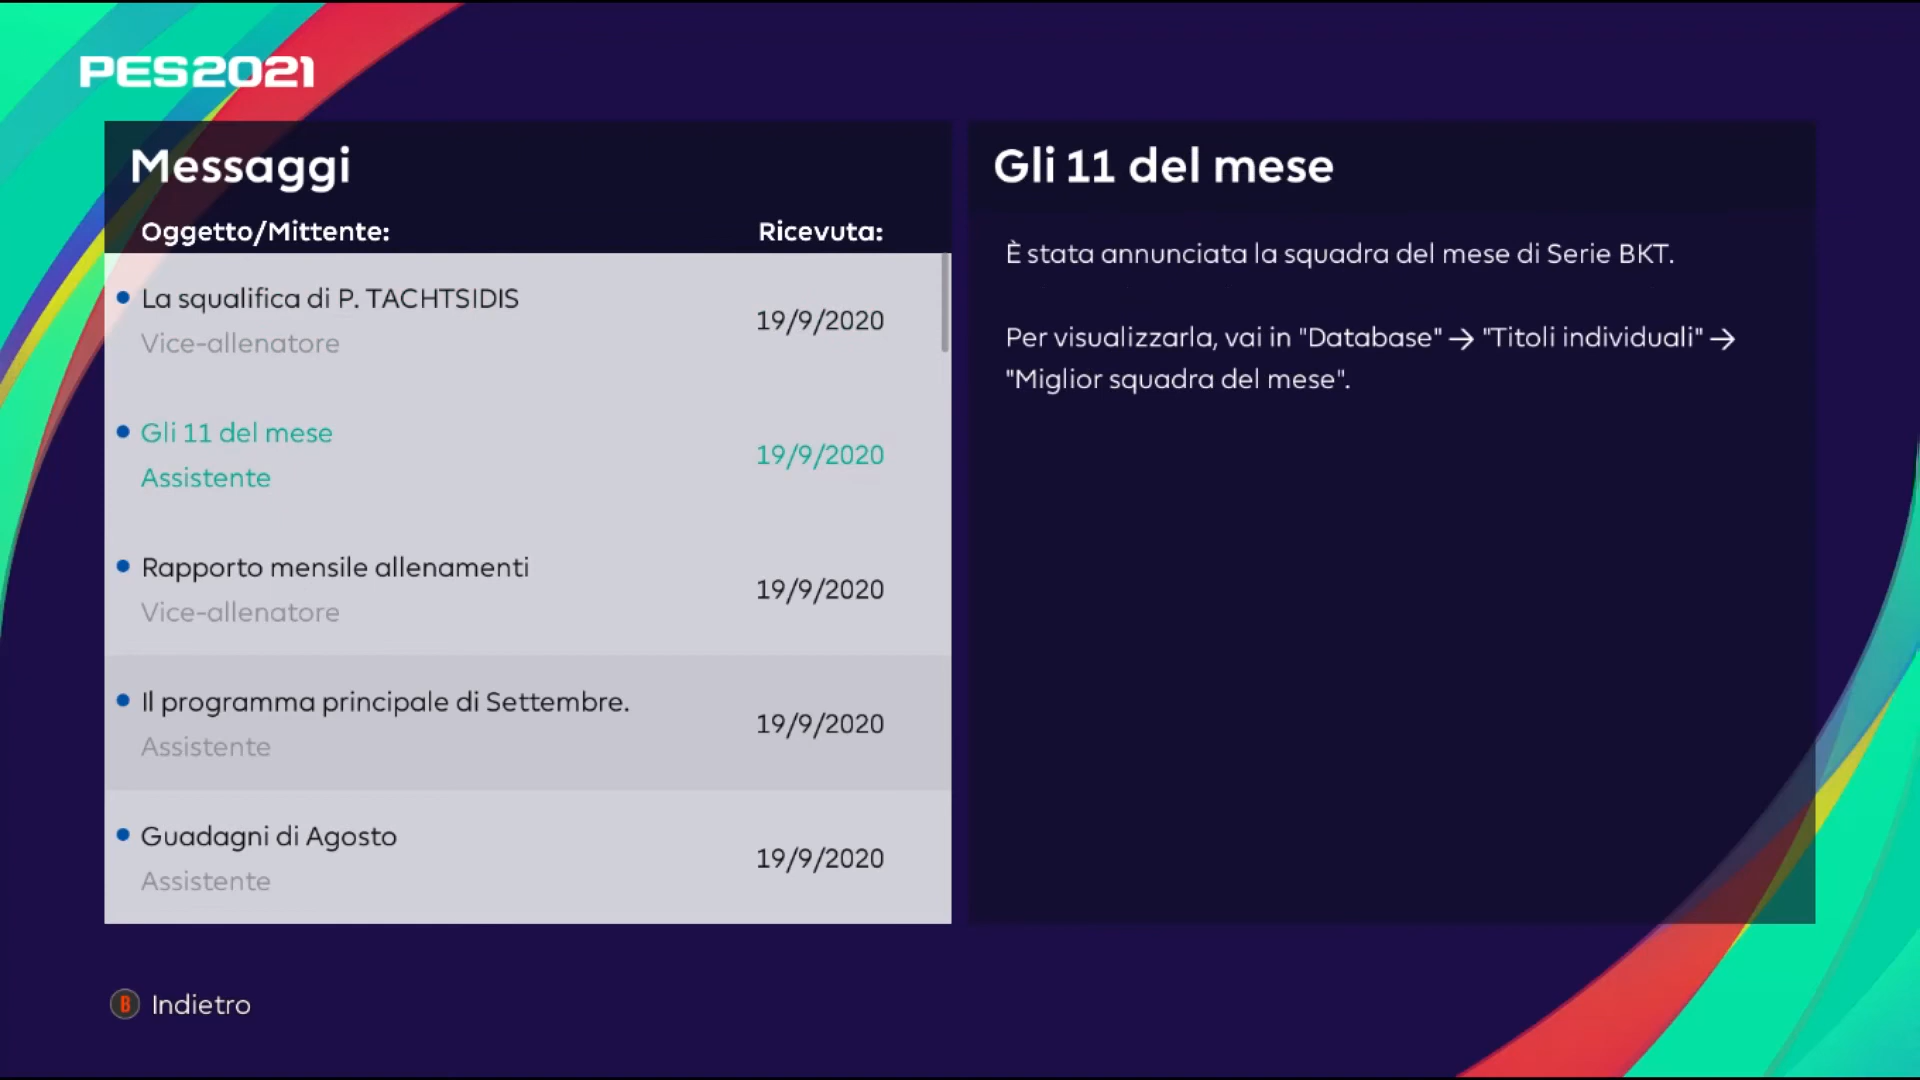 PES2021
Messaggi
Oggetto/Mittente: Ricevuta:
La squalifica di P. TACHTSIDIS
Vice-allenatore
19/9/2020
Gli 11 del mese
Assistente
19/9/2020
Rapporto mensile allenamenti
Vice-allenatore
19/9/2020
Il programma principale di Settembre.
Assistente
19/9/2020
Guadagni di Agosto
Assistente
19/9/2020
Gli 11 del mese
È stata annunciata la squadra del mese di Serie BKT.
Per visualizzarla, vai in "Database" → "Titoli individuali" →
"Miglior squadra del mese".
B Indietro